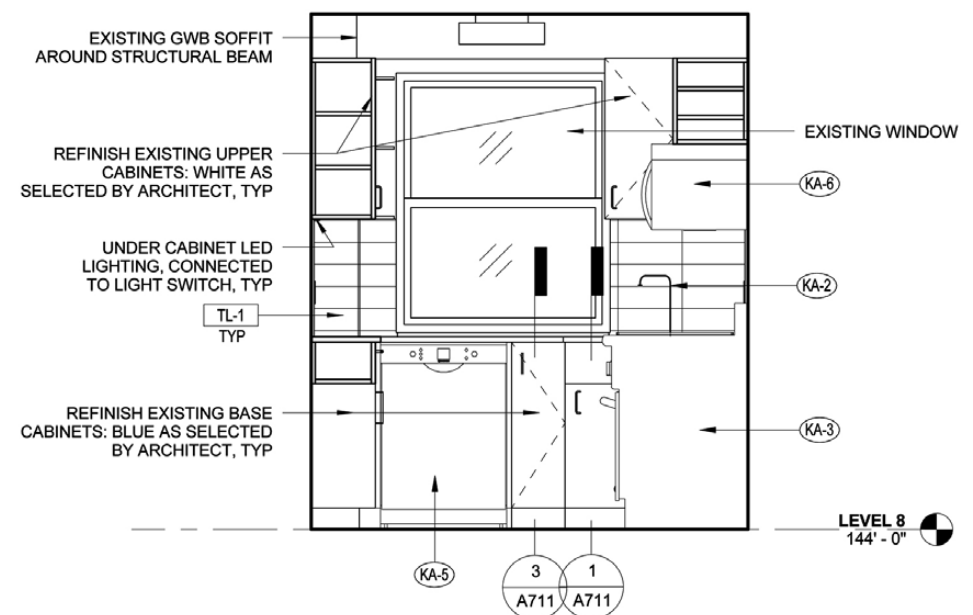 EXISTING GWB SOFFIT
AROUND STRUCTURAL BEAM
REFINISH EXISTING UPPER
CABINETS: WHITE AS
SELECTED BY ARCHITECT, TYP
UNDER CABINET LED
LIGHTING, CONNECTED
TO LIGHT SWITCH, TYP
TL-1
TYP
REFINISH EXISTING BASE
CABINETS: BLUE AS SELECTED
BY ARCHITECT, TYP
EXISTING WINDOW
KA-6
KA-2
KA-3
LEVEL 8
144' - 0"
KA-5
3
A711
1
A711